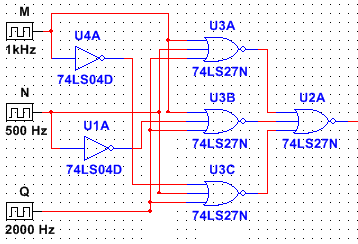 M
1kHz
U4A
74LS04D
U3A
74LS27N
N
500 Hz
U1A
74LS04D
U3B
74LS27N
U2A
74LS27N
Q
2000 Hz
U3C
74LS27N